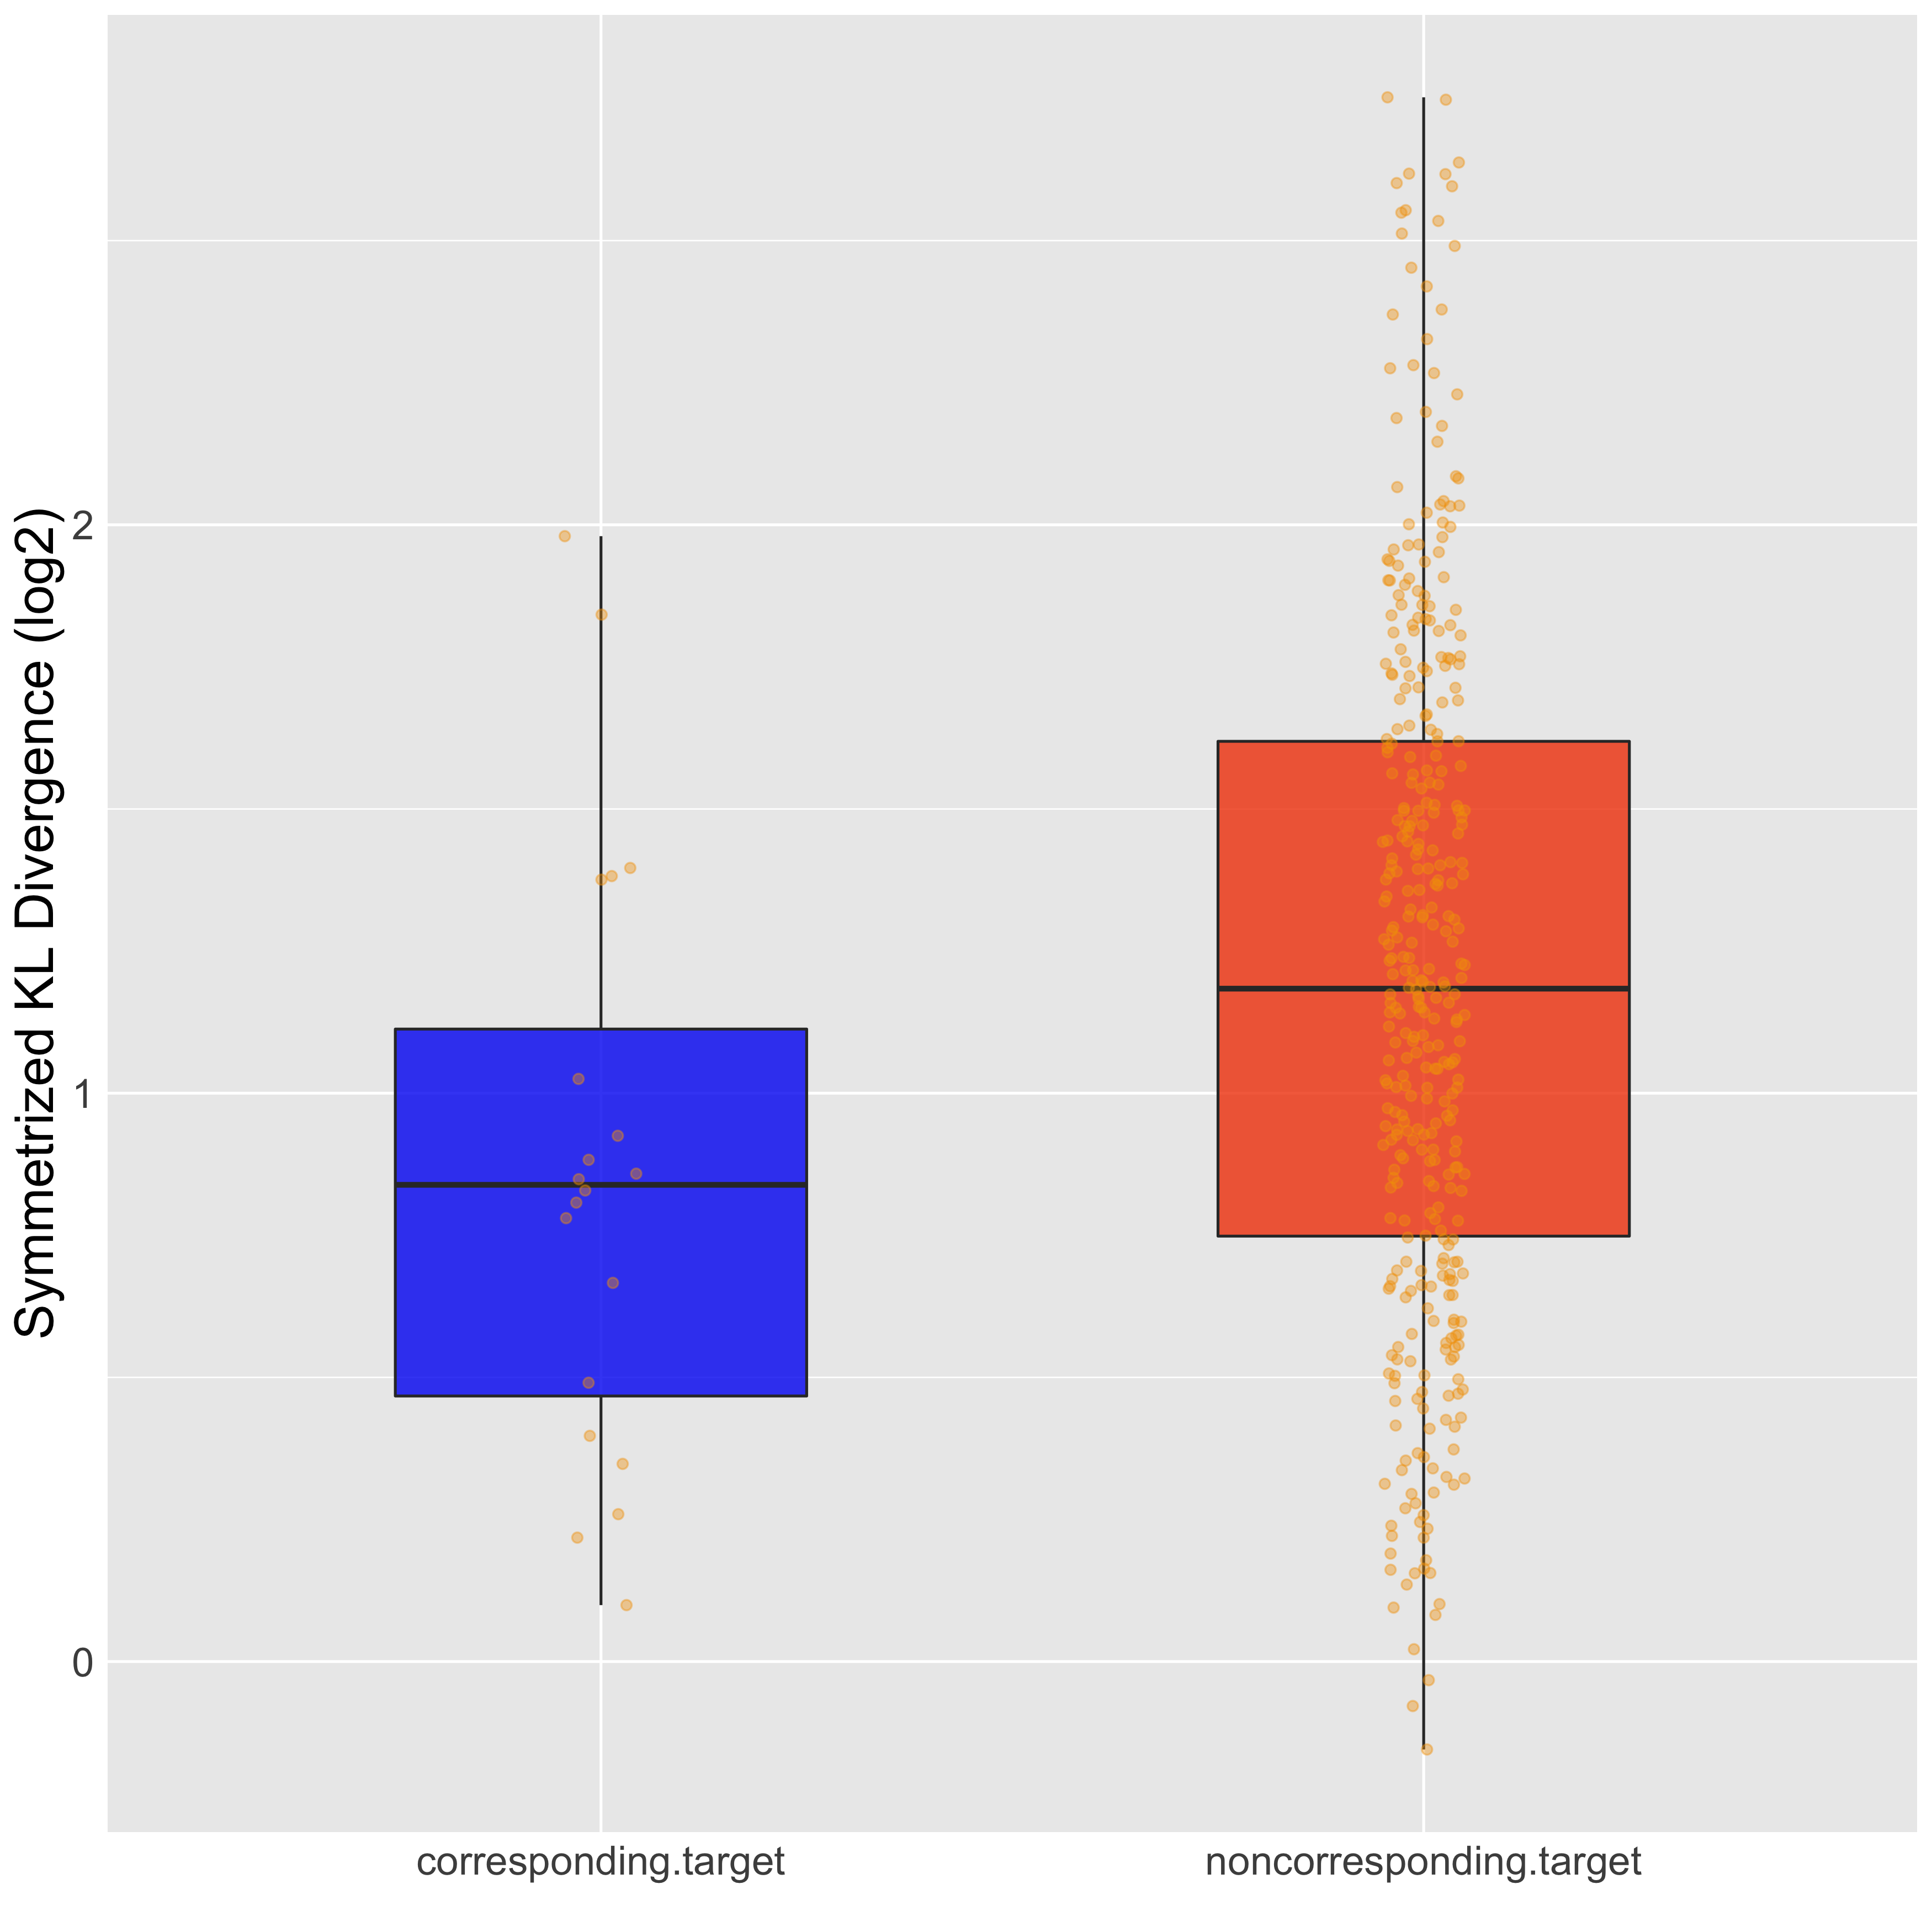 Symmetrized KL Divergence (log2)
2
1
0
corresponding.target
noncorresponding.target